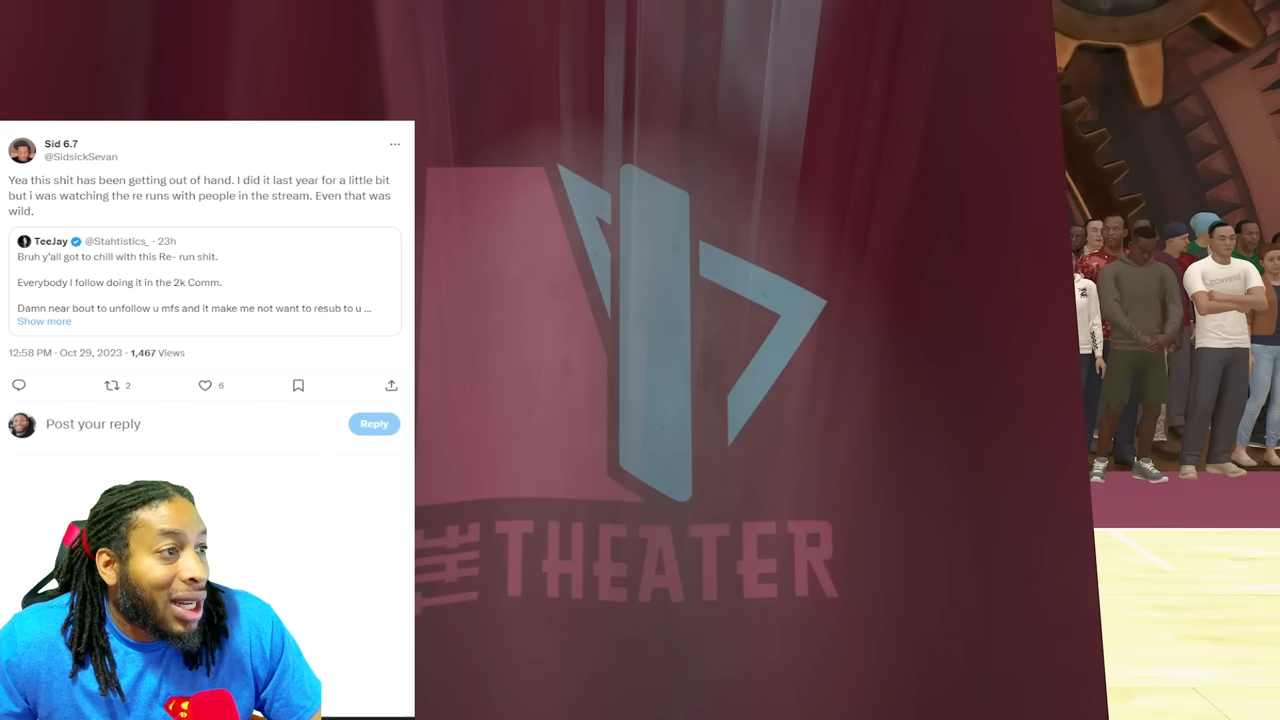 Sid 6.7
@SidsickSevan
Yea this shit has been getting out of hand. I did it last year for a little bit
but i was watching the re runs with people in the stream. Even that was
wild.
TeeJay @Stahtistics_ · 23h
Bruh y'all got to chill with this Re- run shit.
Everybody I follow doing it in the 2k Comm.
Damn near bout to unfollow u mfs and it make me not want to resub to u ...
Show more
12:58 PM · Oct 29, 2023 · 1,467 Views
2
6
Post your reply
Reply
THE THEATER
CONVERSE